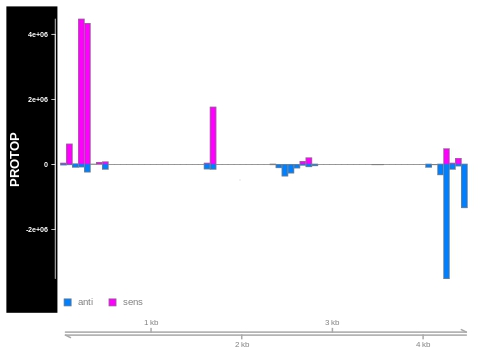 PROTOP
4e+06
2e+06
0
-2e+06
anti sens
1 kb 3 kb
2 kb 4 kb